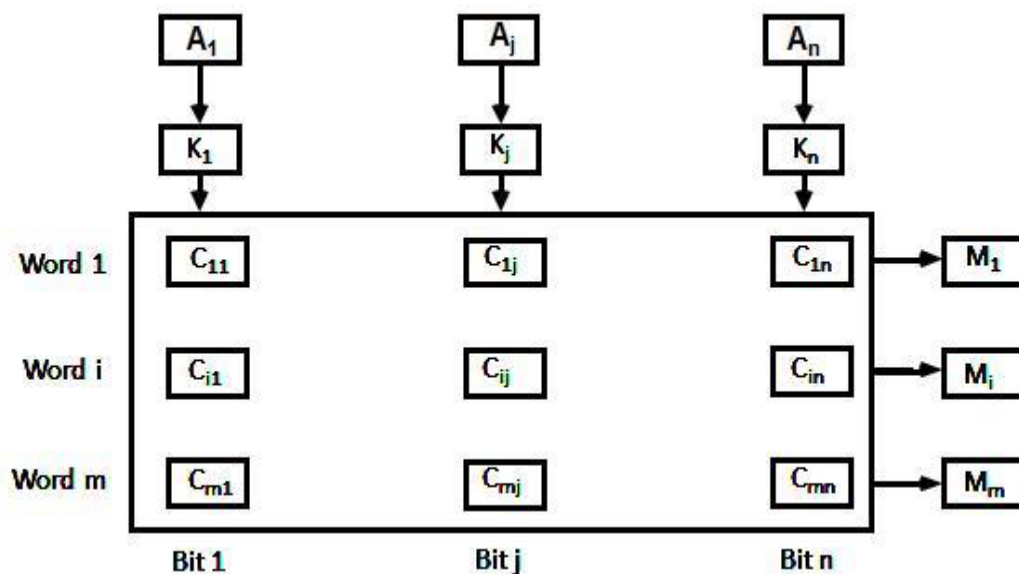 A₁ Aⱼ Aₙ
K₁ Kⱼ Kₙ
Word 1 C₁₁ C₁ⱼ C₁ₙ M₁
Word i Cᵢ₁ Cᵢⱼ Cᵢₙ Mᵢ
Word m Cₘ₁ Cₘⱼ Cₘₙ Mₘ
Bit 1 Bit j Bit n